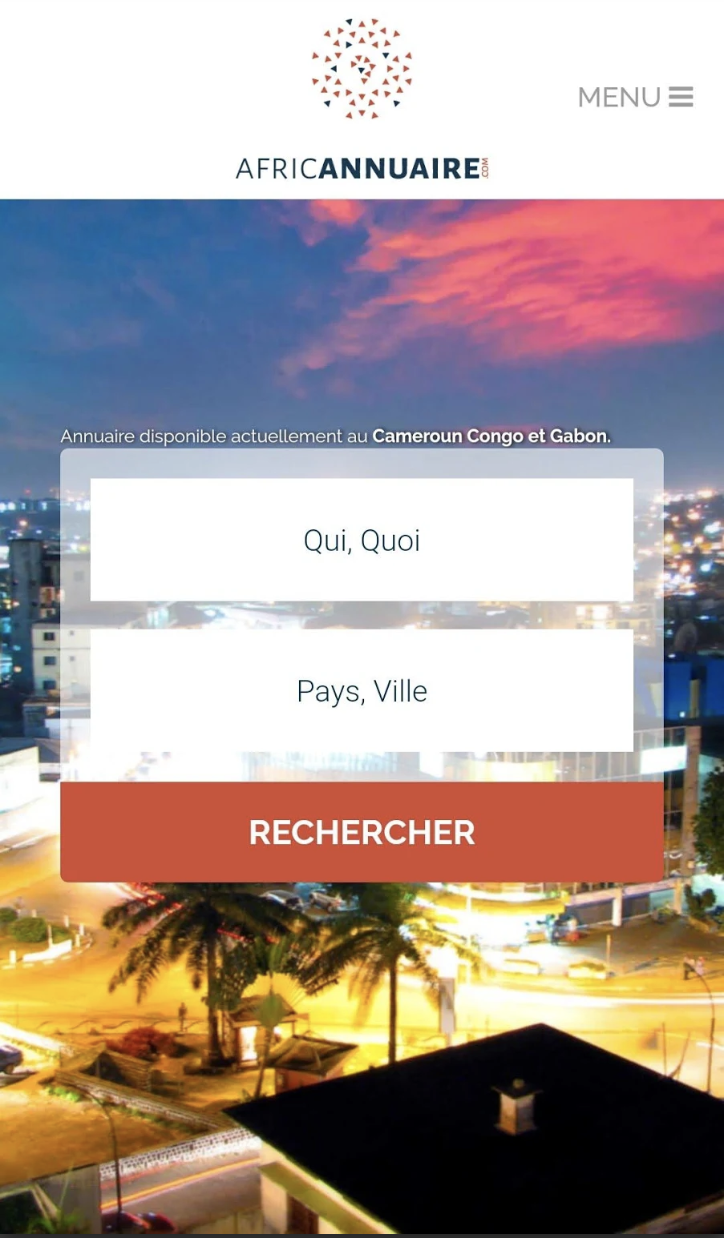 MENU
AFRICANNUAIRE.COM
Annuaire disponible actuellement au Cameroun Congo et Gabon.
Qui, Quoi
Pays, Ville
RECHERCHER